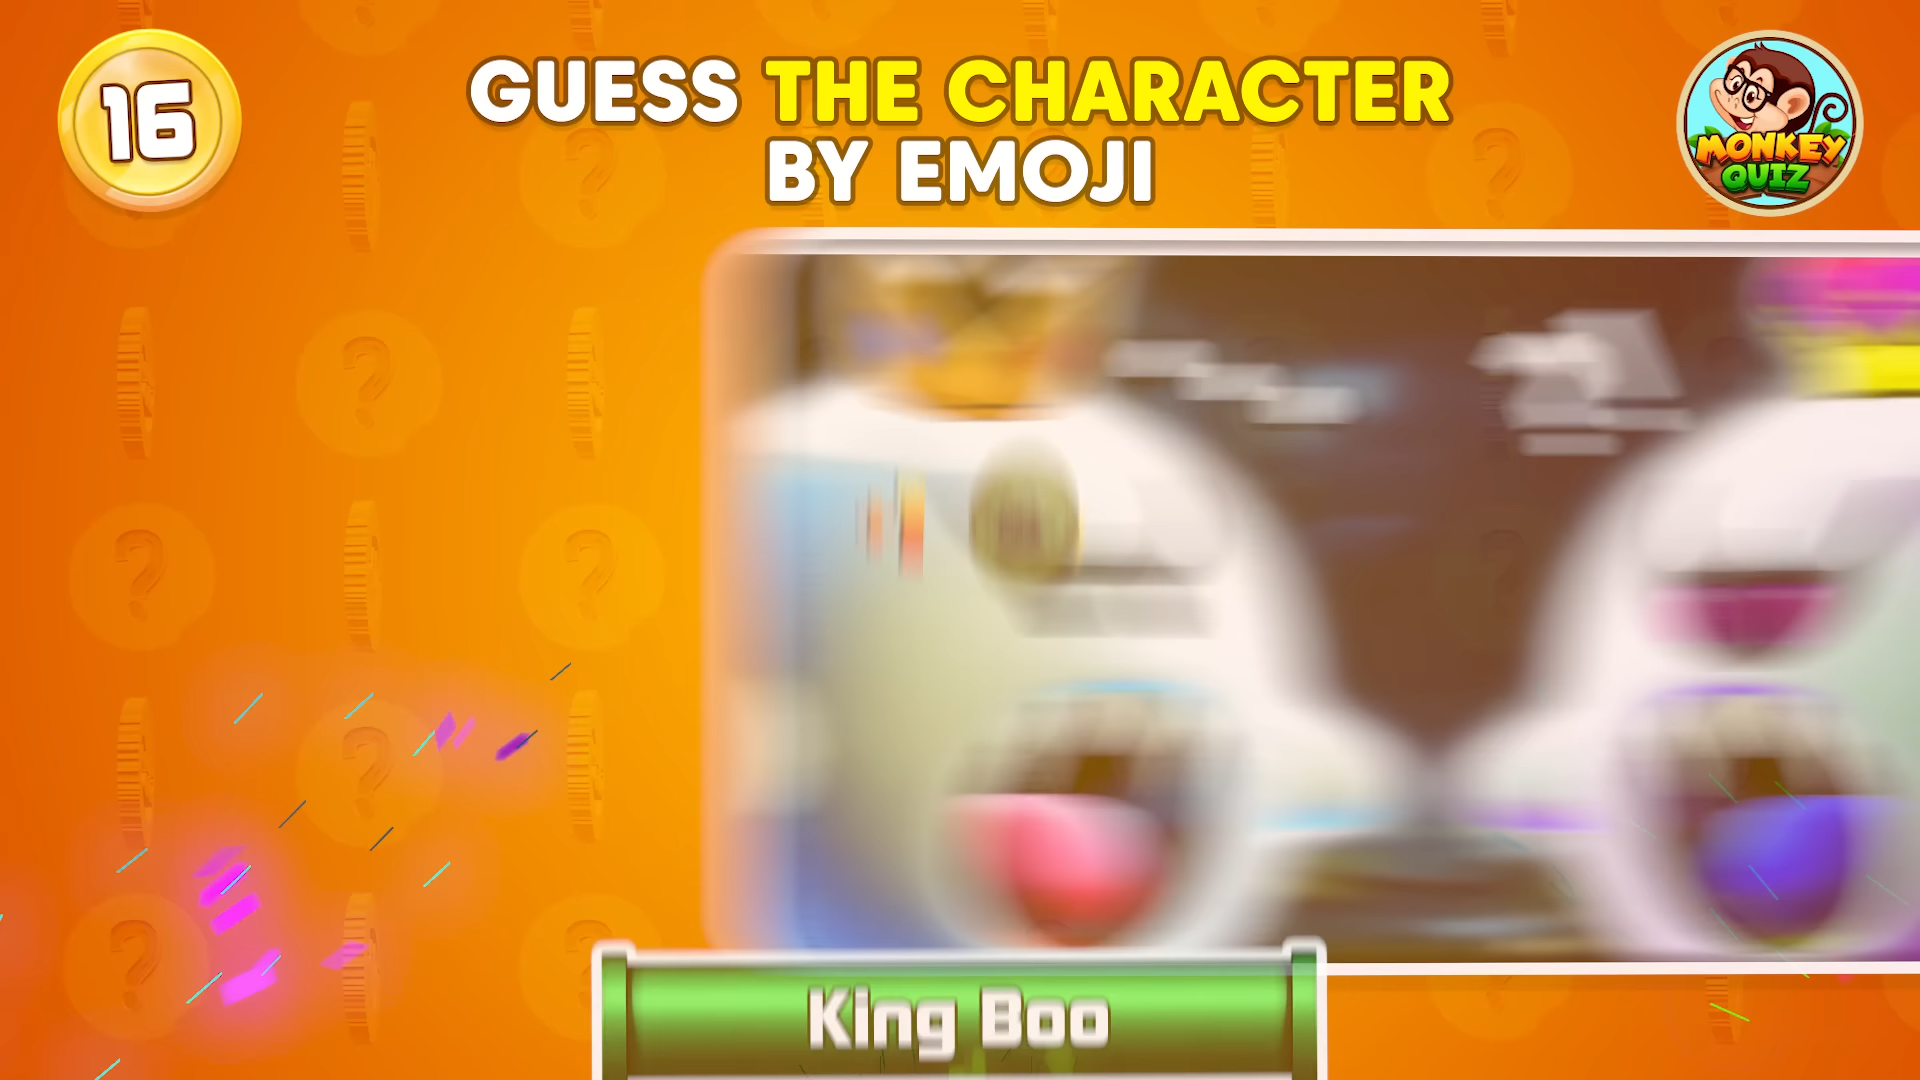 16
GUESS THE CHARACTER
BY EMOJI
MONKEY
QUIZ
King Boo